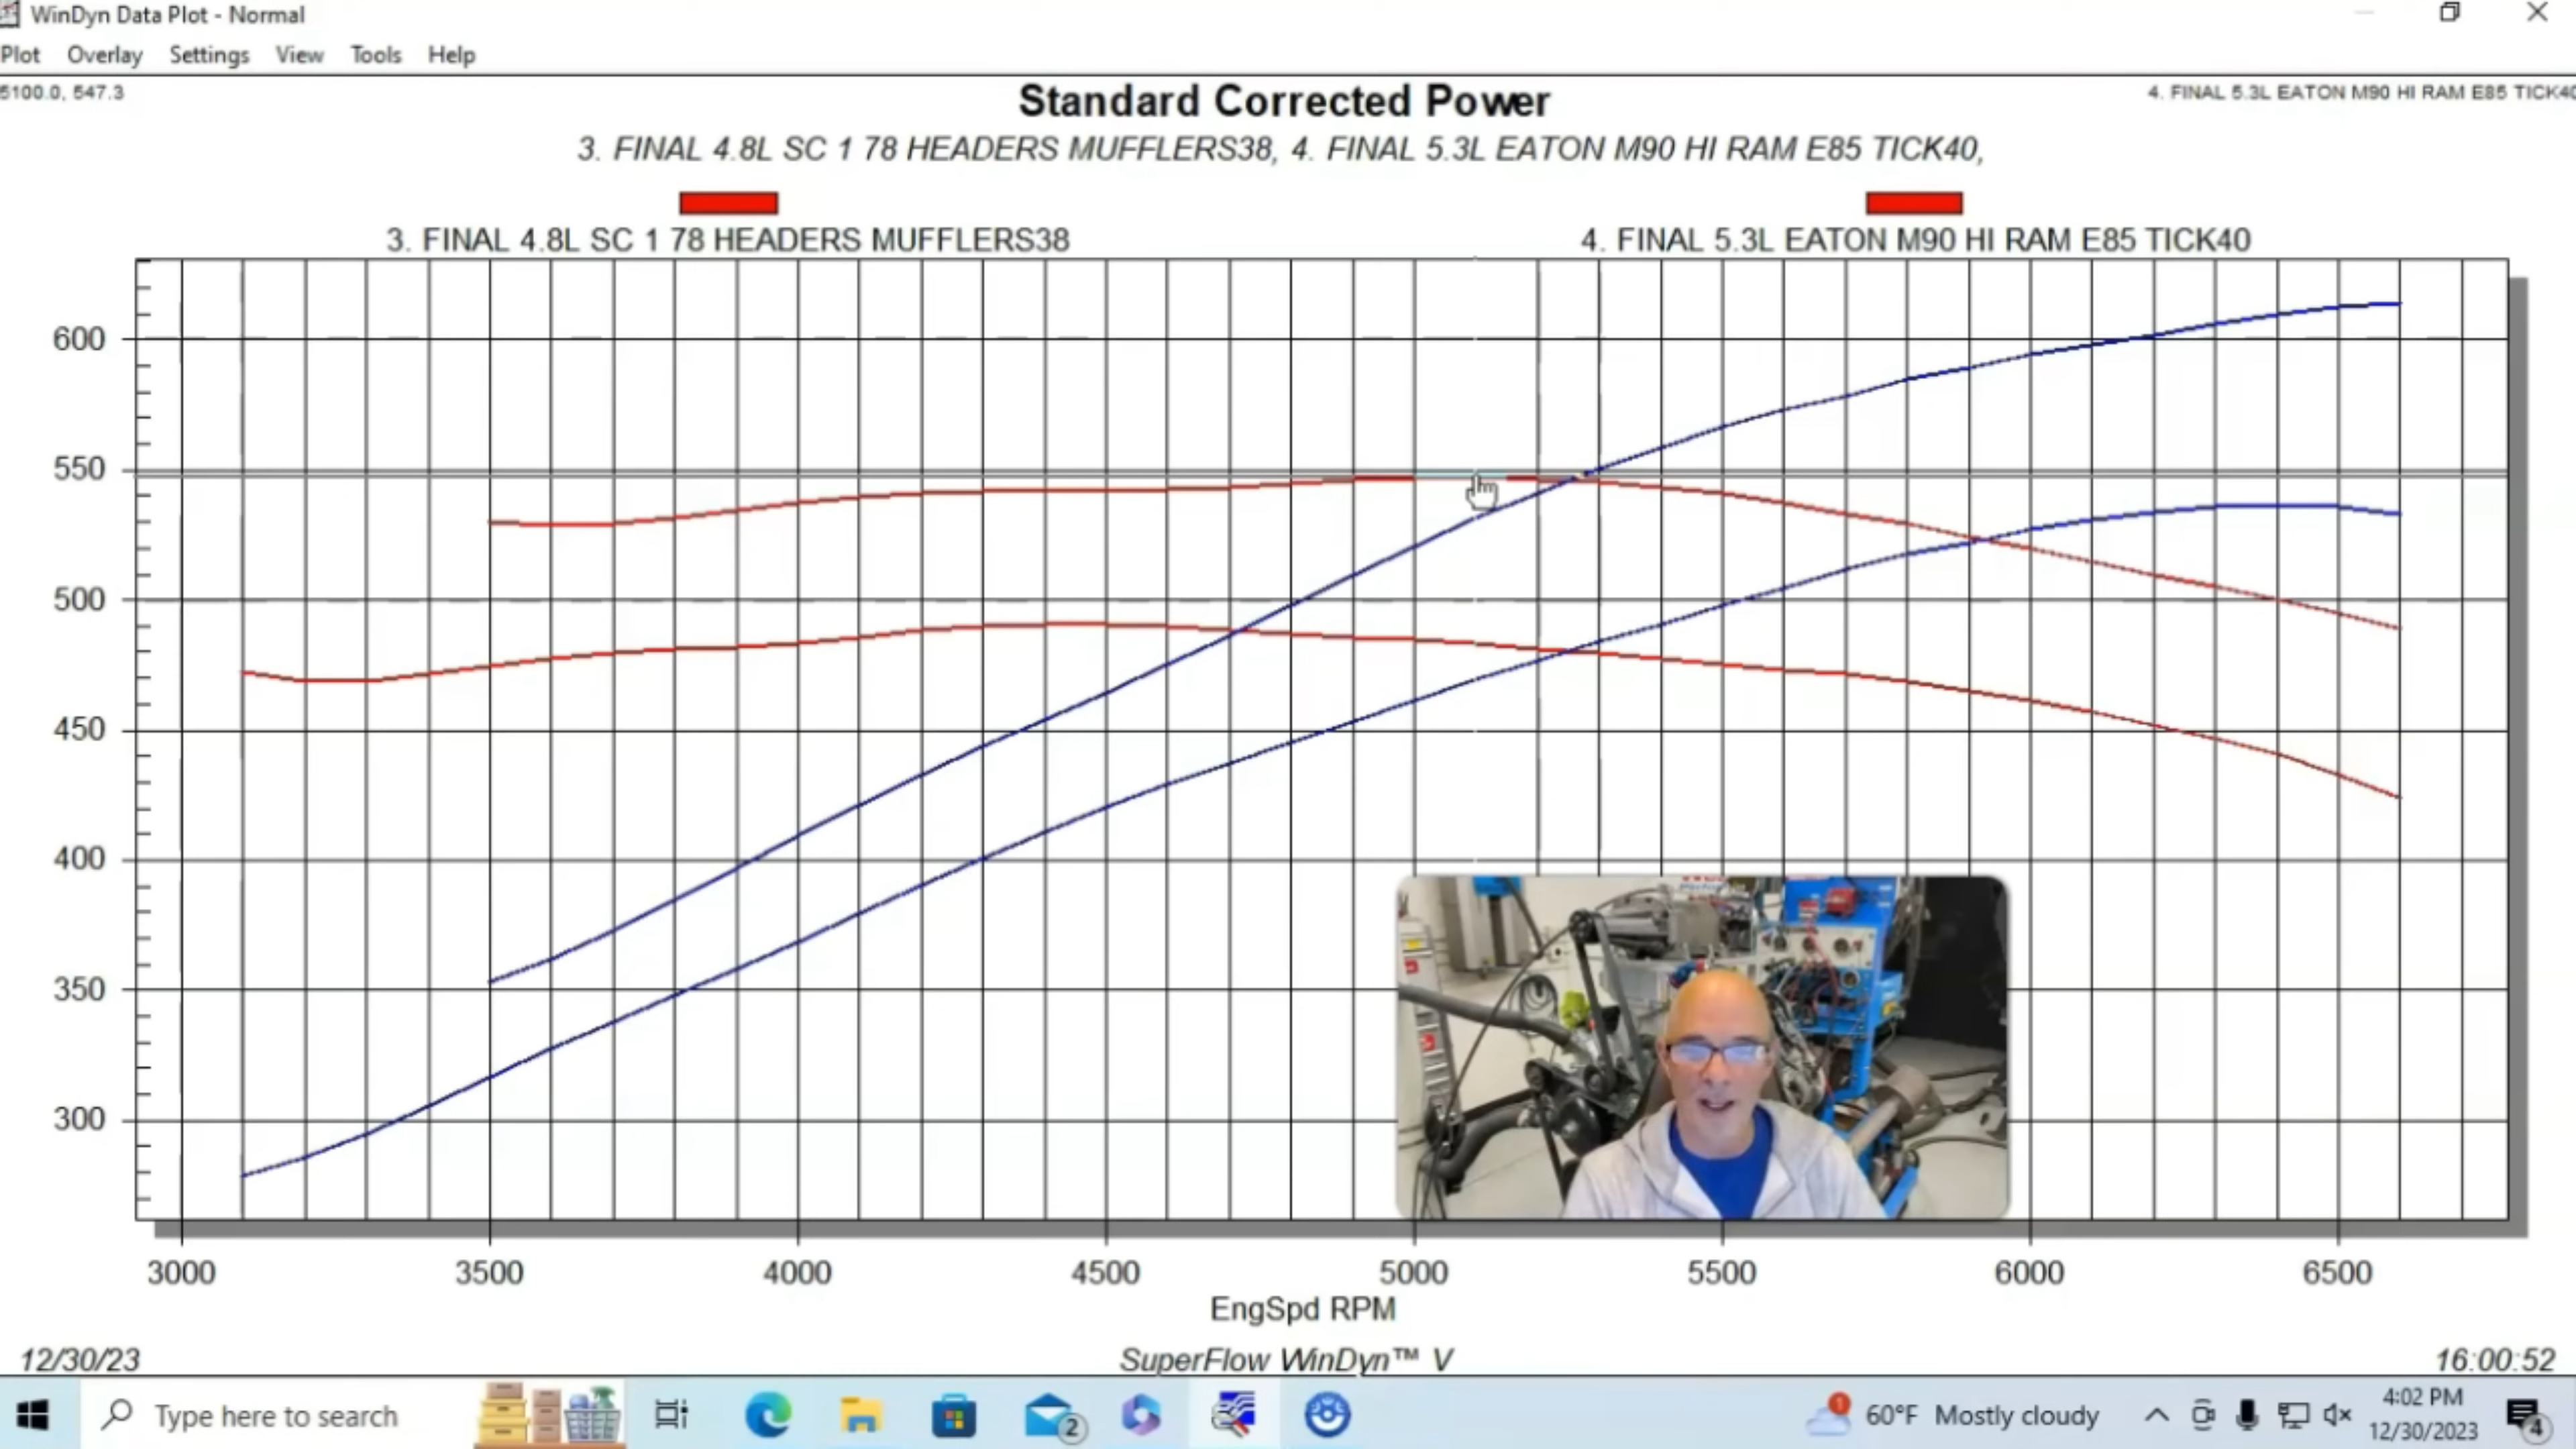 WinDyn Data Plot - Normal
Plot Overlay Settings View Tools Help
5100.0, 547.3
4. FINAL 5.3L EATON M90 HI RAM E85 TICK40
Standard Corrected Power
3. FINAL 4.8L SC 1 78 HEADERS MUFFLERS38, 4. FINAL 5.3L EATON M90 HI RAM E85 TICK40,
3. FINAL 4.8L SC 1 78 HEADERS MUFFLERS38
4. FINAL 5.3L EATON M90 HI RAM E85 TICK40
600
550
500
450
400
350
300
3000 3500 4000 4500 5000 5500 6000 6500
EngSpd RPM
12/30/23
SuperFlow WinDyn™ V
16:00:52
Type here to search
2
1
60°F Mostly cloudy
4:02 PM
12/30/2023
4